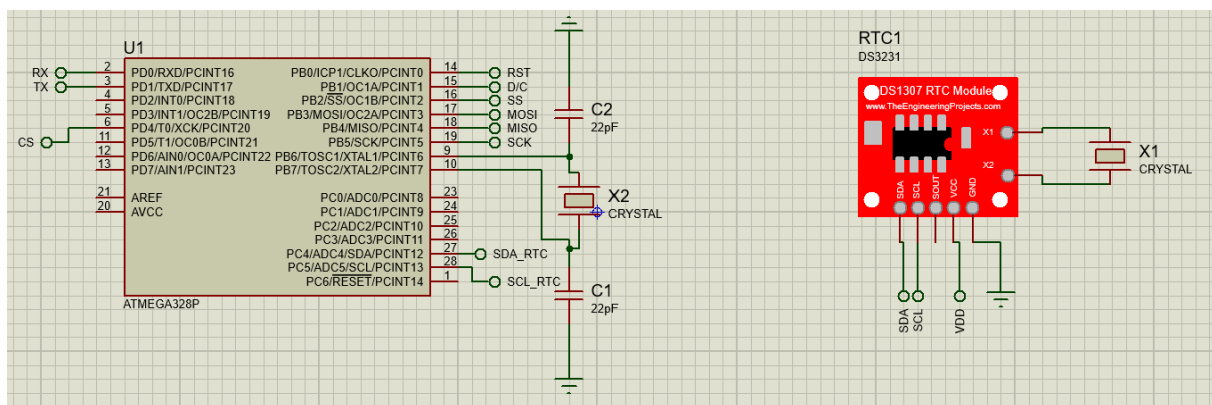 U1
ATMEGA328P
RX
TX
CS
2 PD0/RXD/PCINT16
3 PD1/TXD/PCINT17
4 PD2/INT0/PCINT18
5 PD3/INT1/OC2B/PCINT19
6 PD4/T0/XCK/PCINT20
11 PD5/T1/OC0B/PCINT21
12 PD6/AIN0/OC0A/PCINT22
13 PD7/AIN1/PCINT23
21 AREF
20 AVCC
PB0/ICP1/CLKO/PCINT0 14 RST
PB1/OC1A/PCINT1 15 D/C
PB2/SS/OC1B/PCINT2 16 SS
PB3/MOSI/OC2A/PCINT3 17 MOSI
PB4/MISO/PCINT4 18 MISO
PB5/SCK/PCINT5 19 SCK
PB6/TOSC1/XTAL1/PCINT6 9
PB7/TOSC2/XTAL2/PCINT7 10
PC0/ADC0/PCINT8 23
PC1/ADC1/PCINT9 24
PC2/ADC2/PCINT10 25
PC3/ADC3/PCINT11 26
PC4/ADC4/SDA/PCINT12 27 SDA_RTC
PC5/ADC5/SCL/PCINT13 28 SCL_RTC
PC6/RESET/PCINT14 1
C2
22pF
X2
CRYSTAL
C1
22pF
RTC1
DS3231
DS1307 RTC Module
www.TheEngineeringProjects.com
X1
X2
SDA
SCL
SOUT
VCC
GND
X1
CRYSTAL
SDA
SCL
VDD